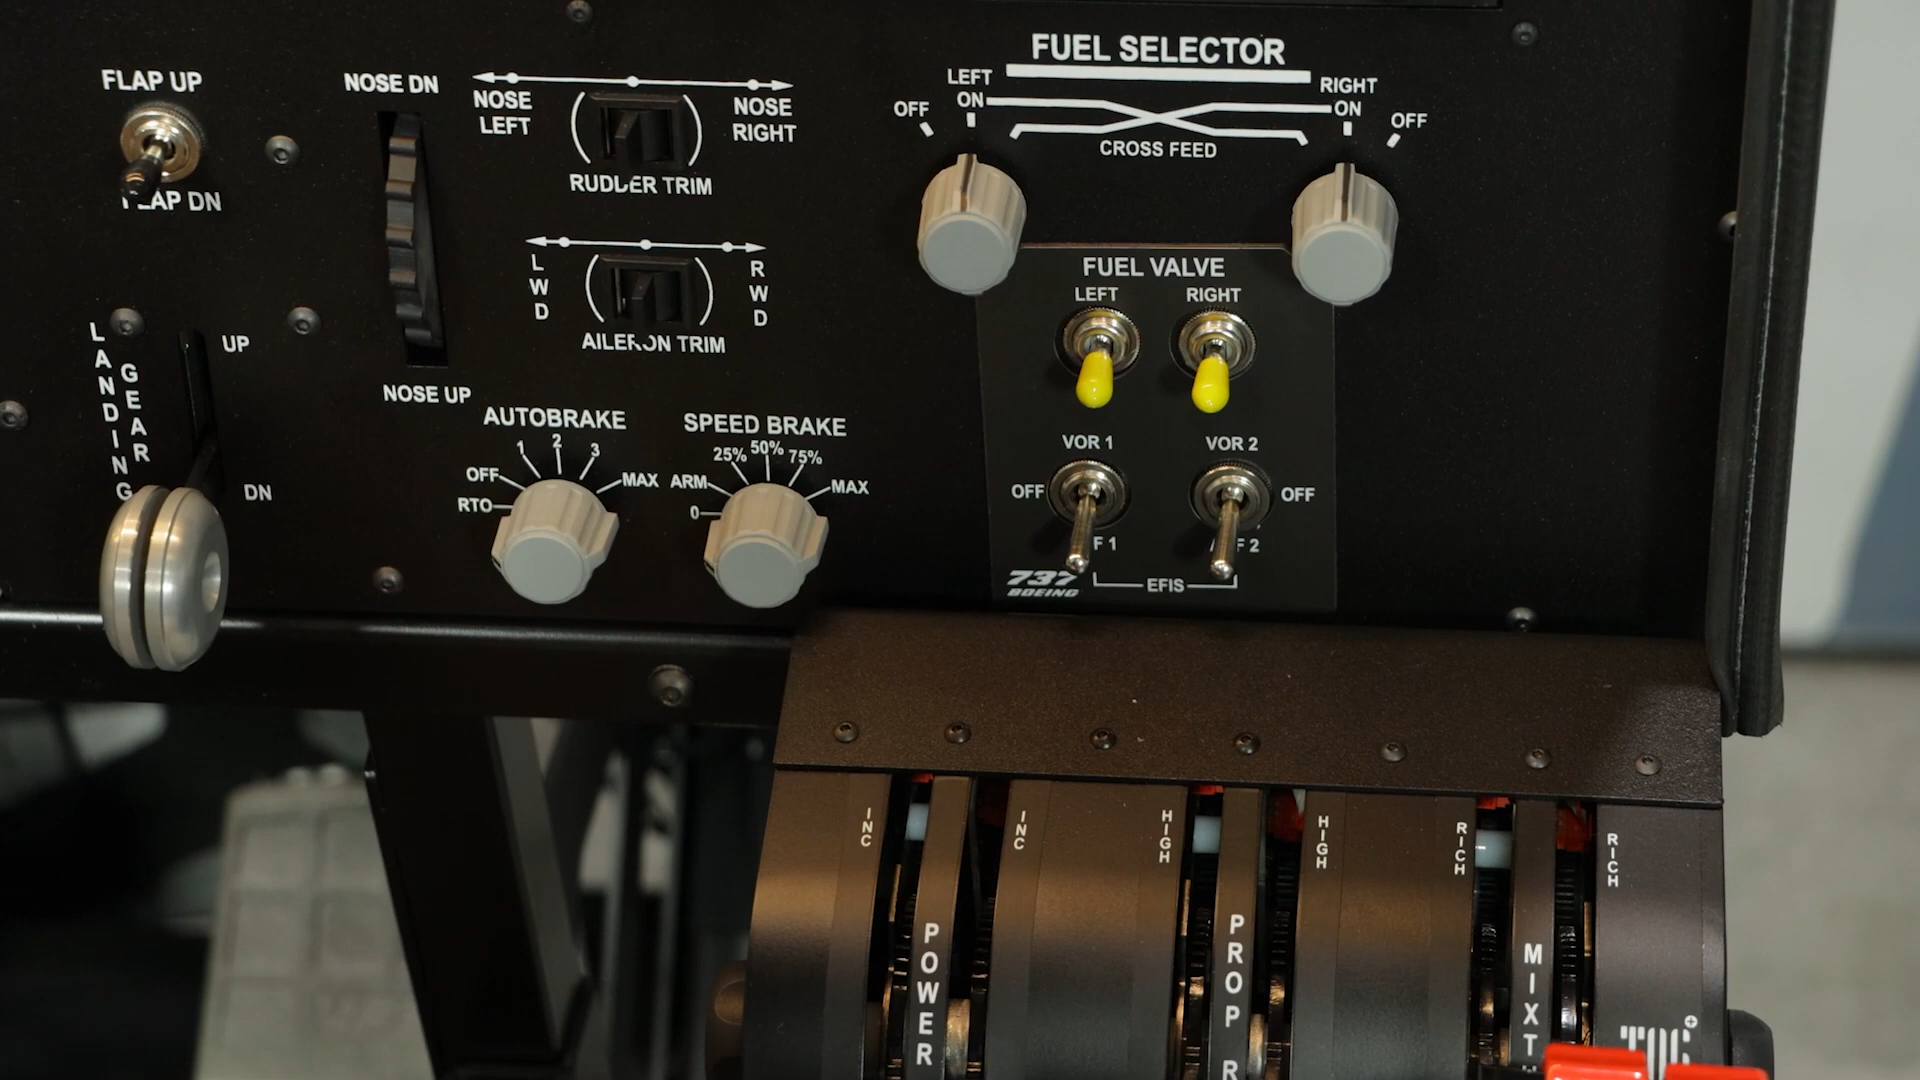 FLAP UP
FLAP DN
LANDING
GEAR
UP
DN
NOSE DN
NOSE UP
NOSE LEFT
NOSE RIGHT
RUDDER TRIM
LWD
RWD
AILERON TRIM
AUTOBRAKE
RTO
OFF
1
2
3
MAX
SPEED BRAKE
0
ARM
25%
50%
75%
MAX
FUEL SELECTOR
LEFT
RIGHT
OFF
ON
ON
OFF
CROSS FEED
FUEL VALVE
LEFT
RIGHT
VOR 1
VOR 2
OFF
OFF
F 1
F 2
EFIS
737
BOEING
INC
INC
HIGH
HIGH
RICH
RICH
POWER
PROP R
MIXT